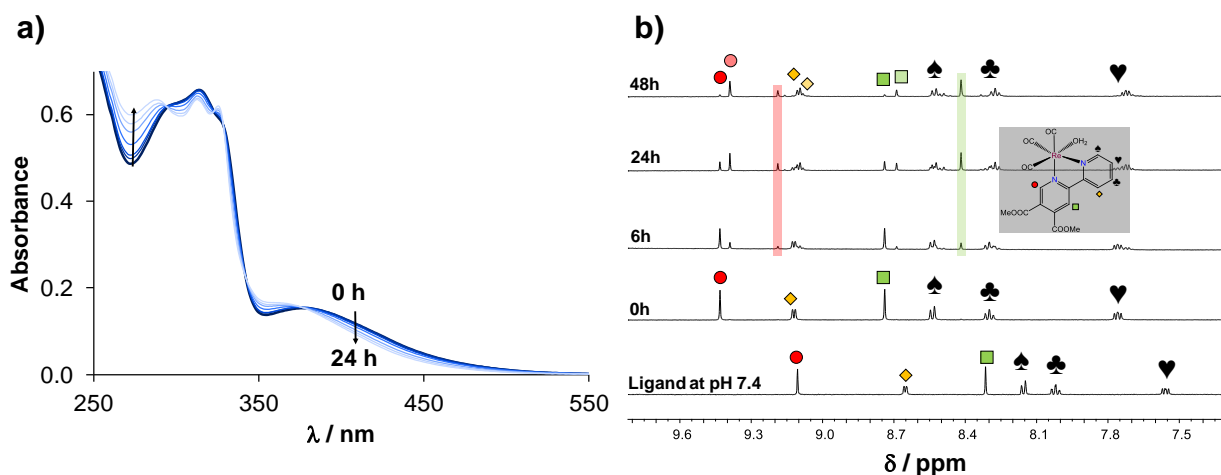 a)
Absorbance
0.6
0.4
0.2
0.0
0 h
24 h
250
350
450
550
λ / nm
b)
48h
24h
6h
0h
Ligand at pH 7.4
CO
OC
OH2
Re
CO
N
N
MeOOC
COOMe
9.6
9.3
9.0
8.7
8.4
8.1
7.8
7.5
δ / ppm